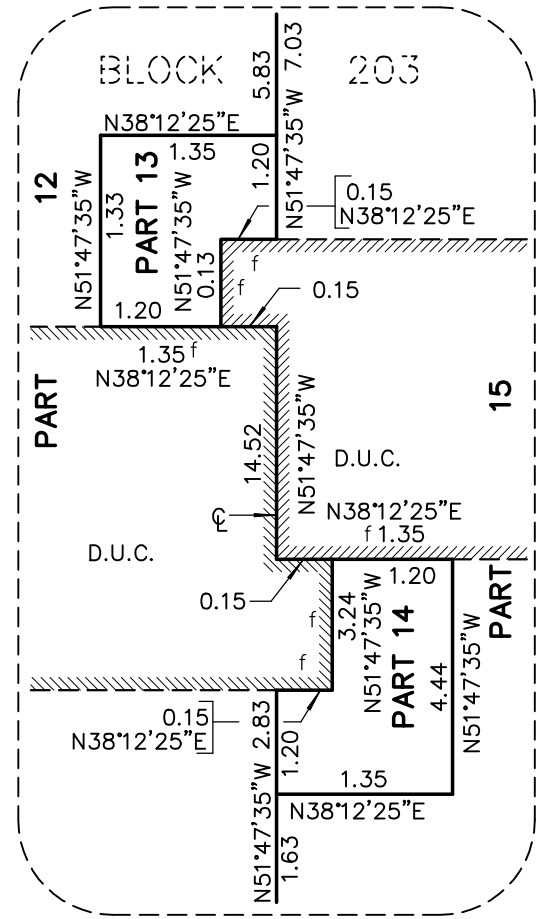 BLOCK 203
5.83
7.03
N38°12'25"E
1.35
12
PART 13
N51°47'35"W
1.33
N51°47'35"W
0.13
1.20
N51°47'35"W
0.15
N38°12'25"E
f
f
0.15
1.20
1.35 f
N38°12'25"E
PART
15
14.52
N51°47'35"W
D.U.C.
N38°12'25"E
f 1.35
℄
D.U.C.
0.15
1.20
PART
f
f
3.24
N51°47'35"W
PART 14
4.44
N51°47'35"W
0.15
N38°12'25"E
2.83
1.20
1.35
N38°12'25"E
N51°47'35"W
1.63